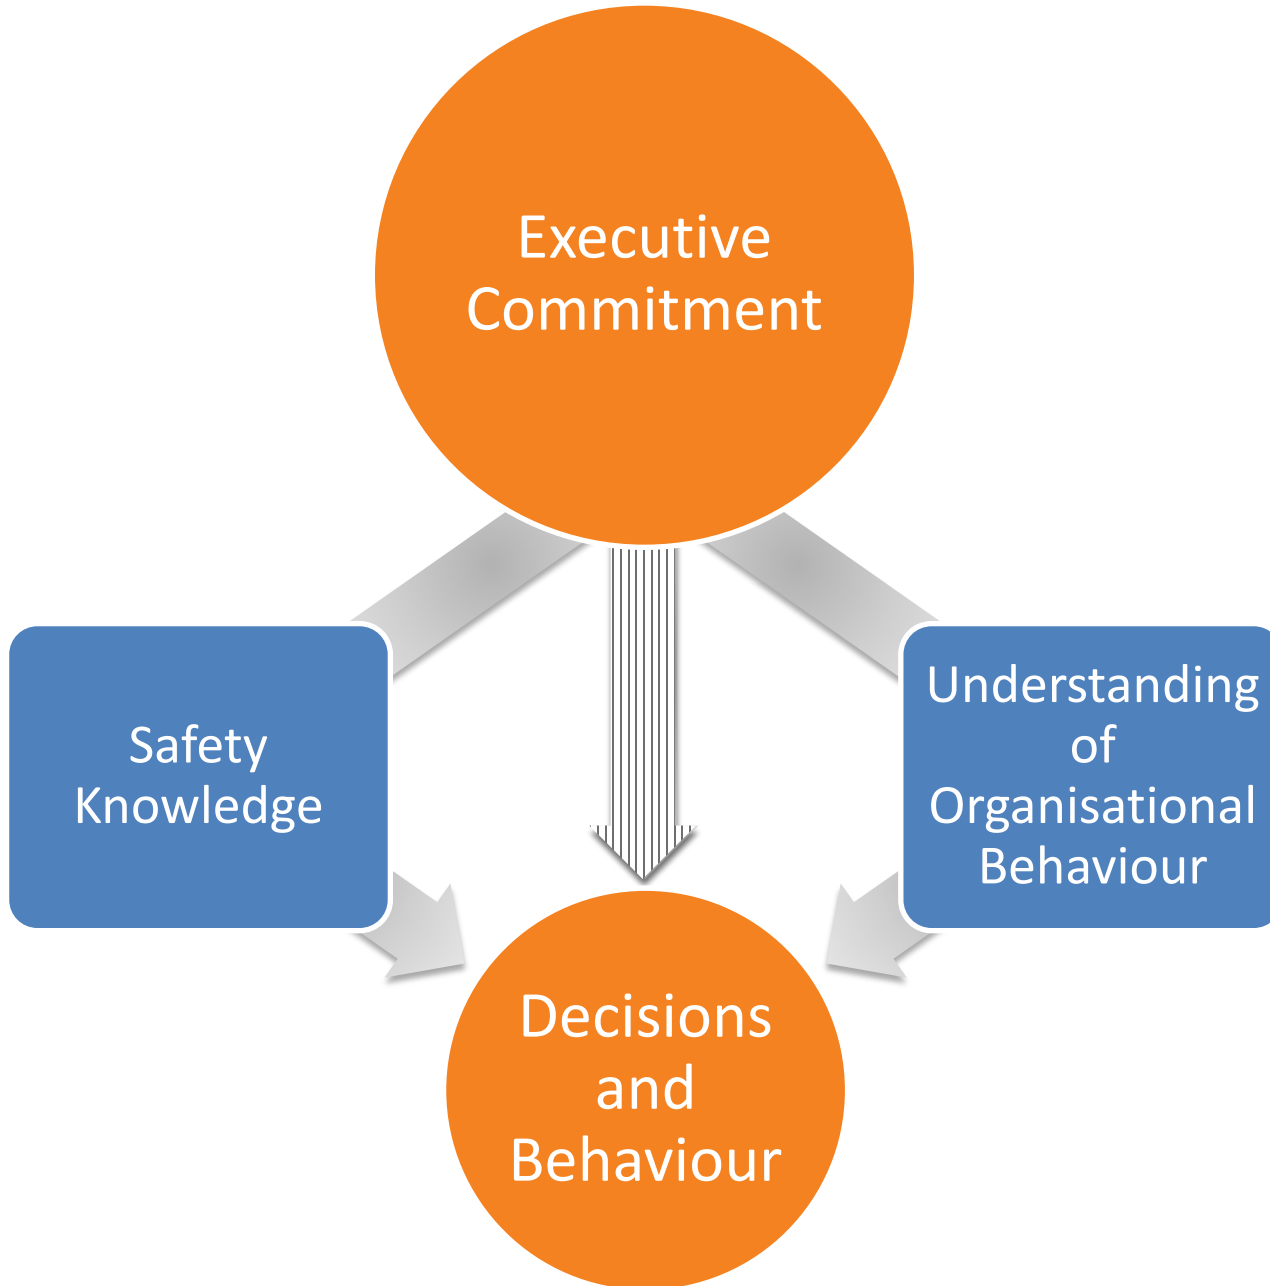 Executive
Commitment
Safety
Knowledge
Understanding
of
Organisational
Behaviour
Decisions
and
Behaviour